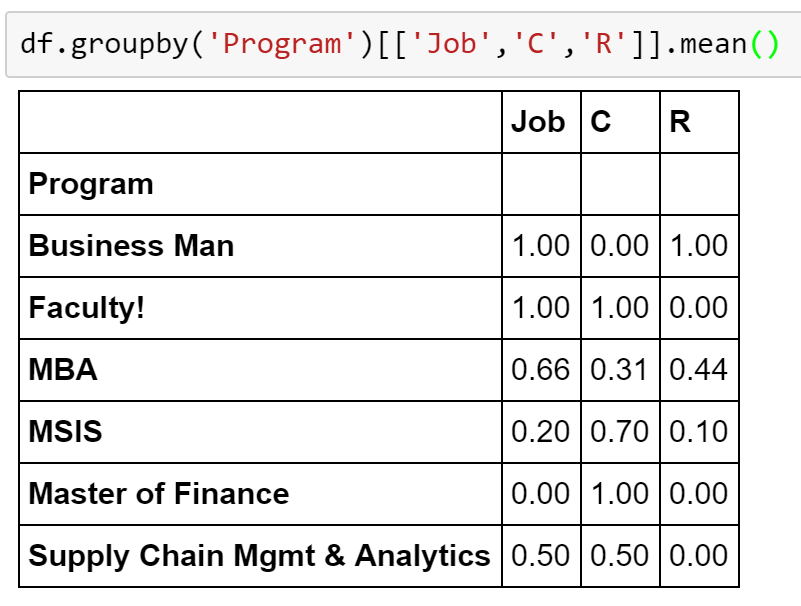 df.groupby('Program')[['Job','C','R']].mean()
Job C R
Program
Business Man 1.00 0.00 1.00
Faculty! 1.00 1.00 0.00
MBA 0.66 0.31 0.44
MSIS 0.20 0.70 0.10
Master of Finance 0.00 1.00 0.00
Supply Chain Mgmt & Analytics 0.50 0.50 0.00